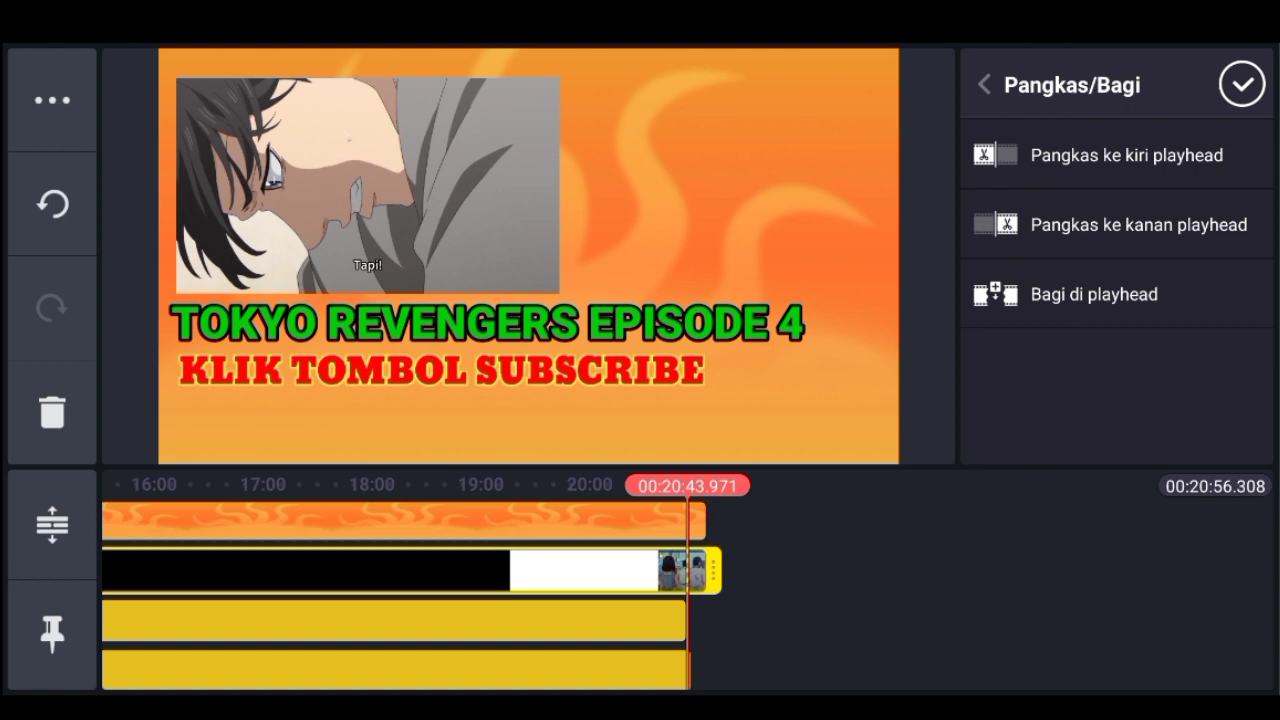 Pangkas/Bagi
Pangkas ke kiri playhead
Pangkas ke kanan playhead
Bagi di playhead
Tapi!
TOKYO REVENGERS EPISODE 4
KLIK TOMBOL SUBSCRIBE
16:00 17:00 18:00 19:00 20:00 00:20:43.971 00:20:56.308